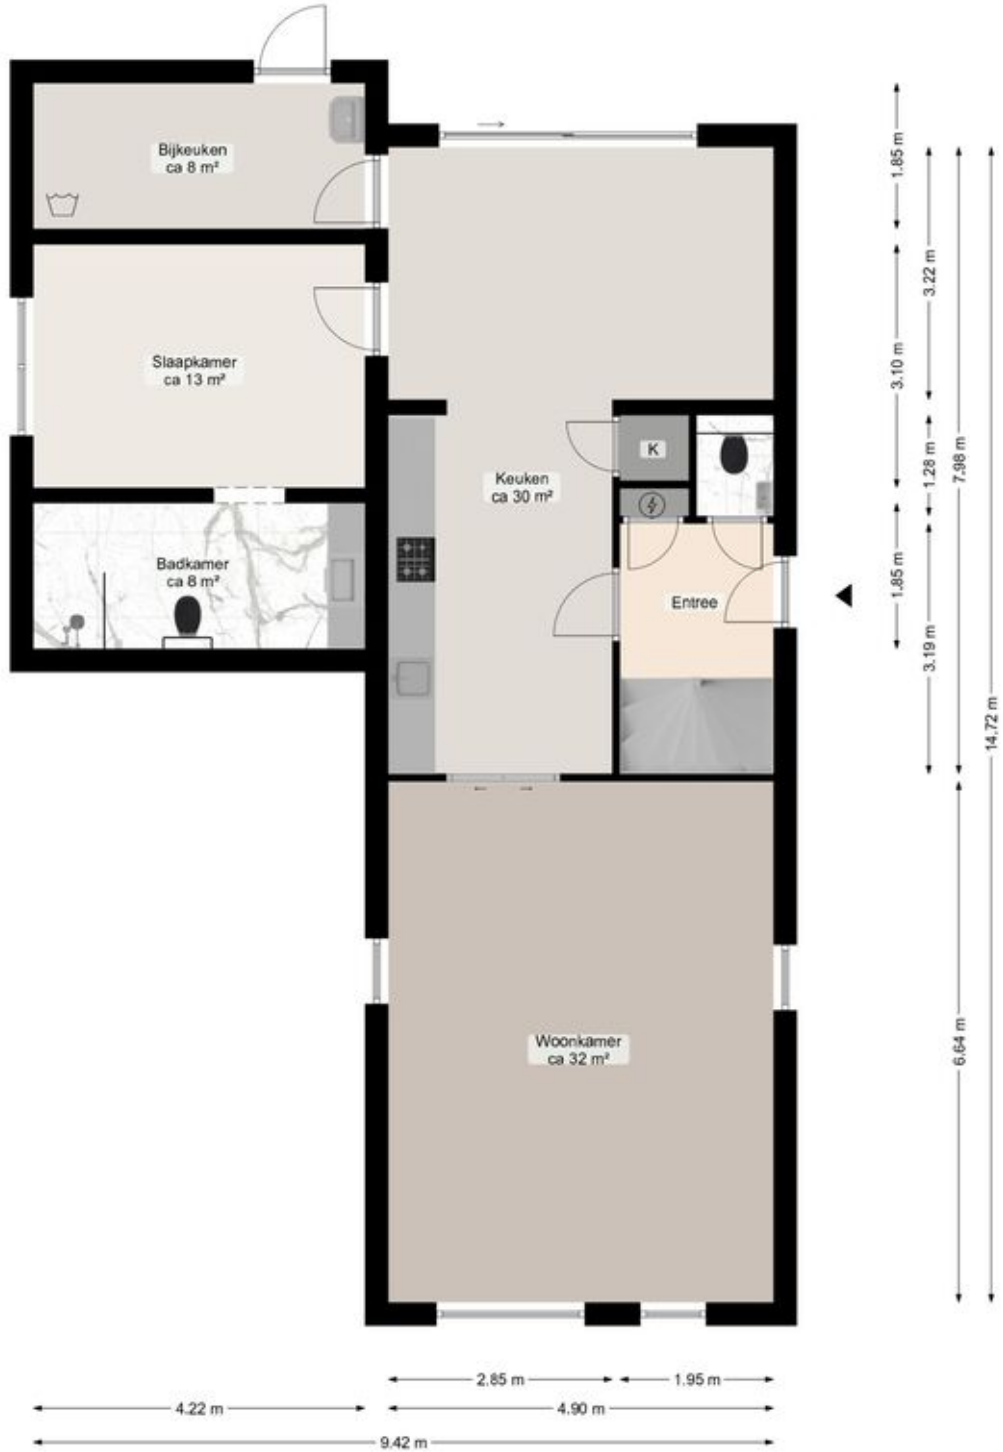 Bijkeuken
ca 8 m²
Slaapkamer
ca 13 m²
K
Keuken
ca 30 m²
Badkamer
ca 8 m²
Entree
Woonkamer
ca 32 m²
1.85 m
3.22 m
3.10 m
1.28 m
7.98 m
1.85 m
3.19 m
14.72 m
6.64 m
2.85 m
1.95 m
4.22 m
4.90 m
9.42 m